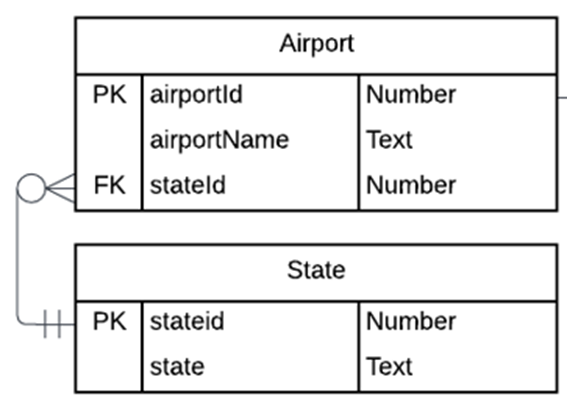 Airport
PK airportId Number
airportName Text
FK stateId Number
State
PK stateid Number
state Text